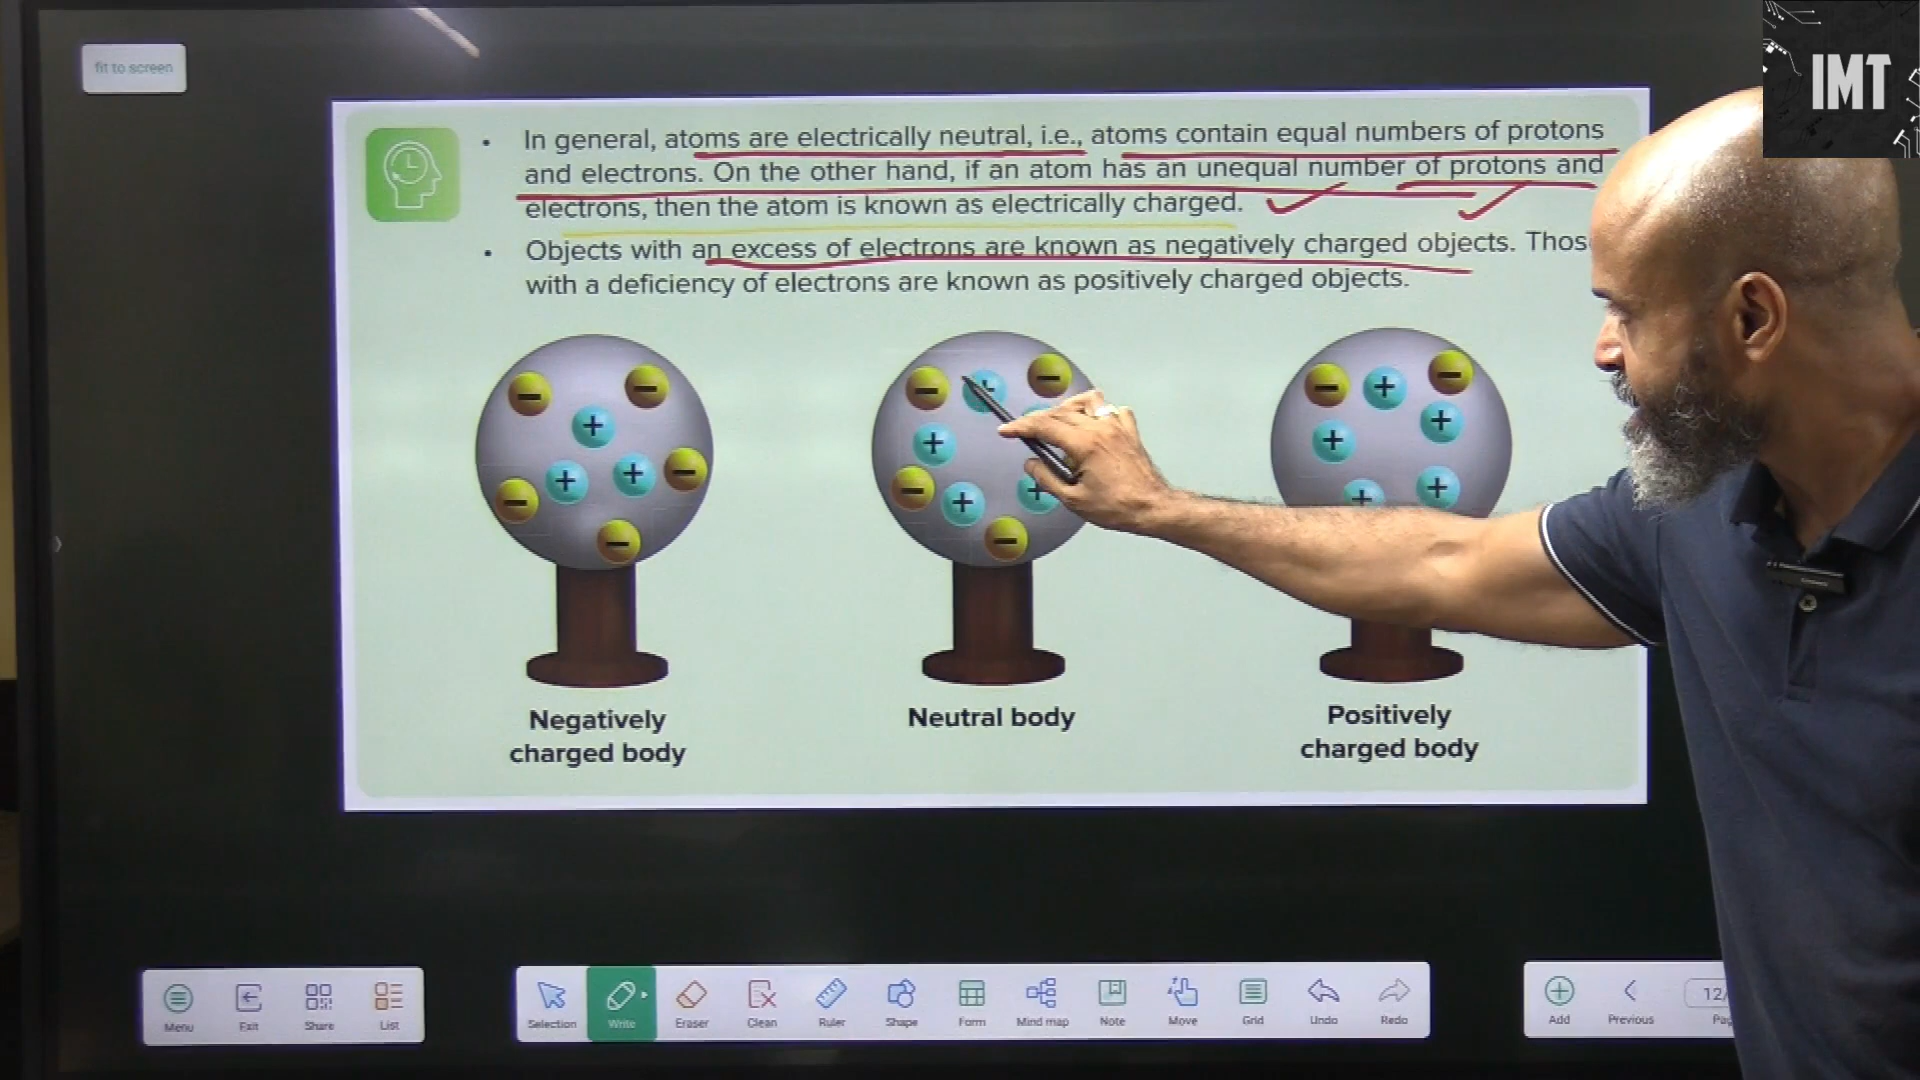 fit to screen
IMT
• In general, atoms are electrically neutral, i.e., atoms contain equal numbers of protons
and electrons. On the other hand, if an atom has an unequal number of protons and
electrons, then the atom is known as electrically charged.
• Objects with an excess of electrons are known as negatively charged objects. Thos
with a deficiency of electrons are known as positively charged objects.
− − + + + − − −
− + − + − + + −
− + − + + + +
Negatively
charged body
Neutral body
Positively
charged body
Menu Exit Share List
Selection Write Eraser Clean Ruler Shape Form Mind map Note Move Grid Undo Redo
Add Previous 12/